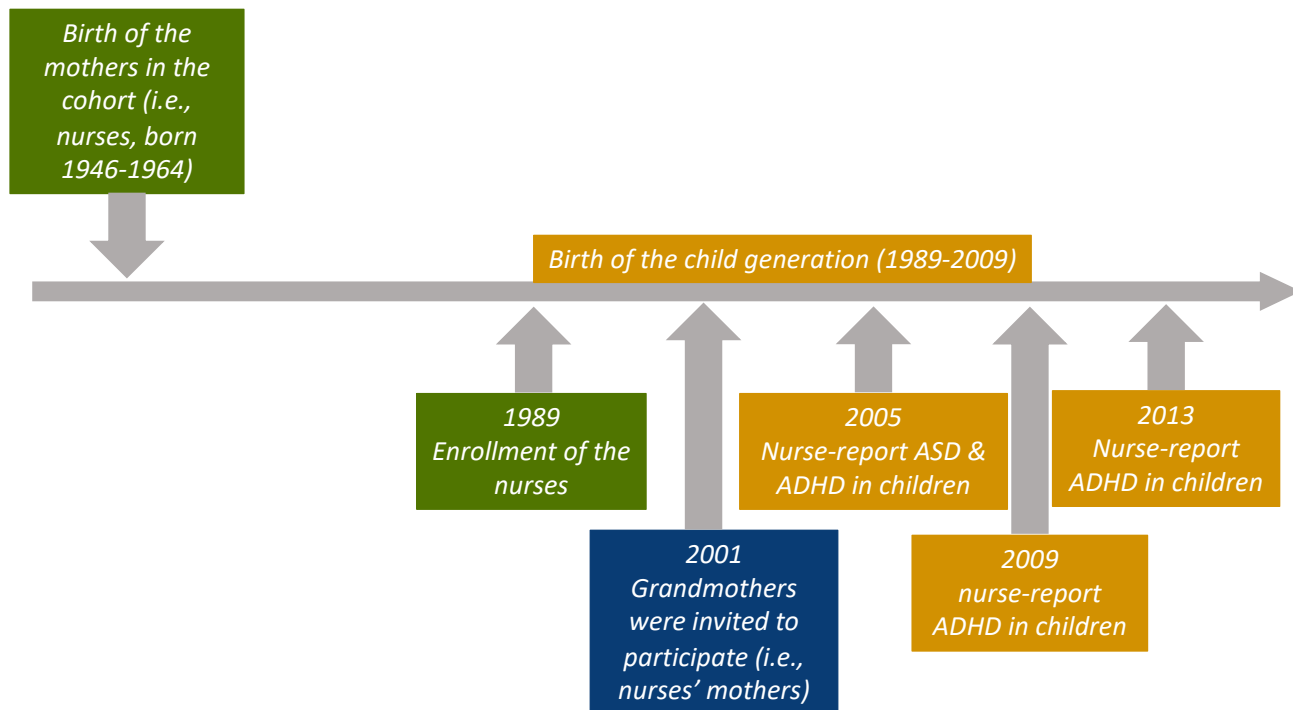 Birth of the
mothers in the
cohort (i.e.,
nurses, born
1946-1964)
Birth of the child generation (1989-2009)
1989
Enrollment of the
nurses
2001
Grandmothers
were invited to
participate (i.e.,
nurses’ mothers)
2005
Nurse-report ASD &
ADHD in children
2009
nurse-report
ADHD in children
2013
Nurse-report
ADHD in children